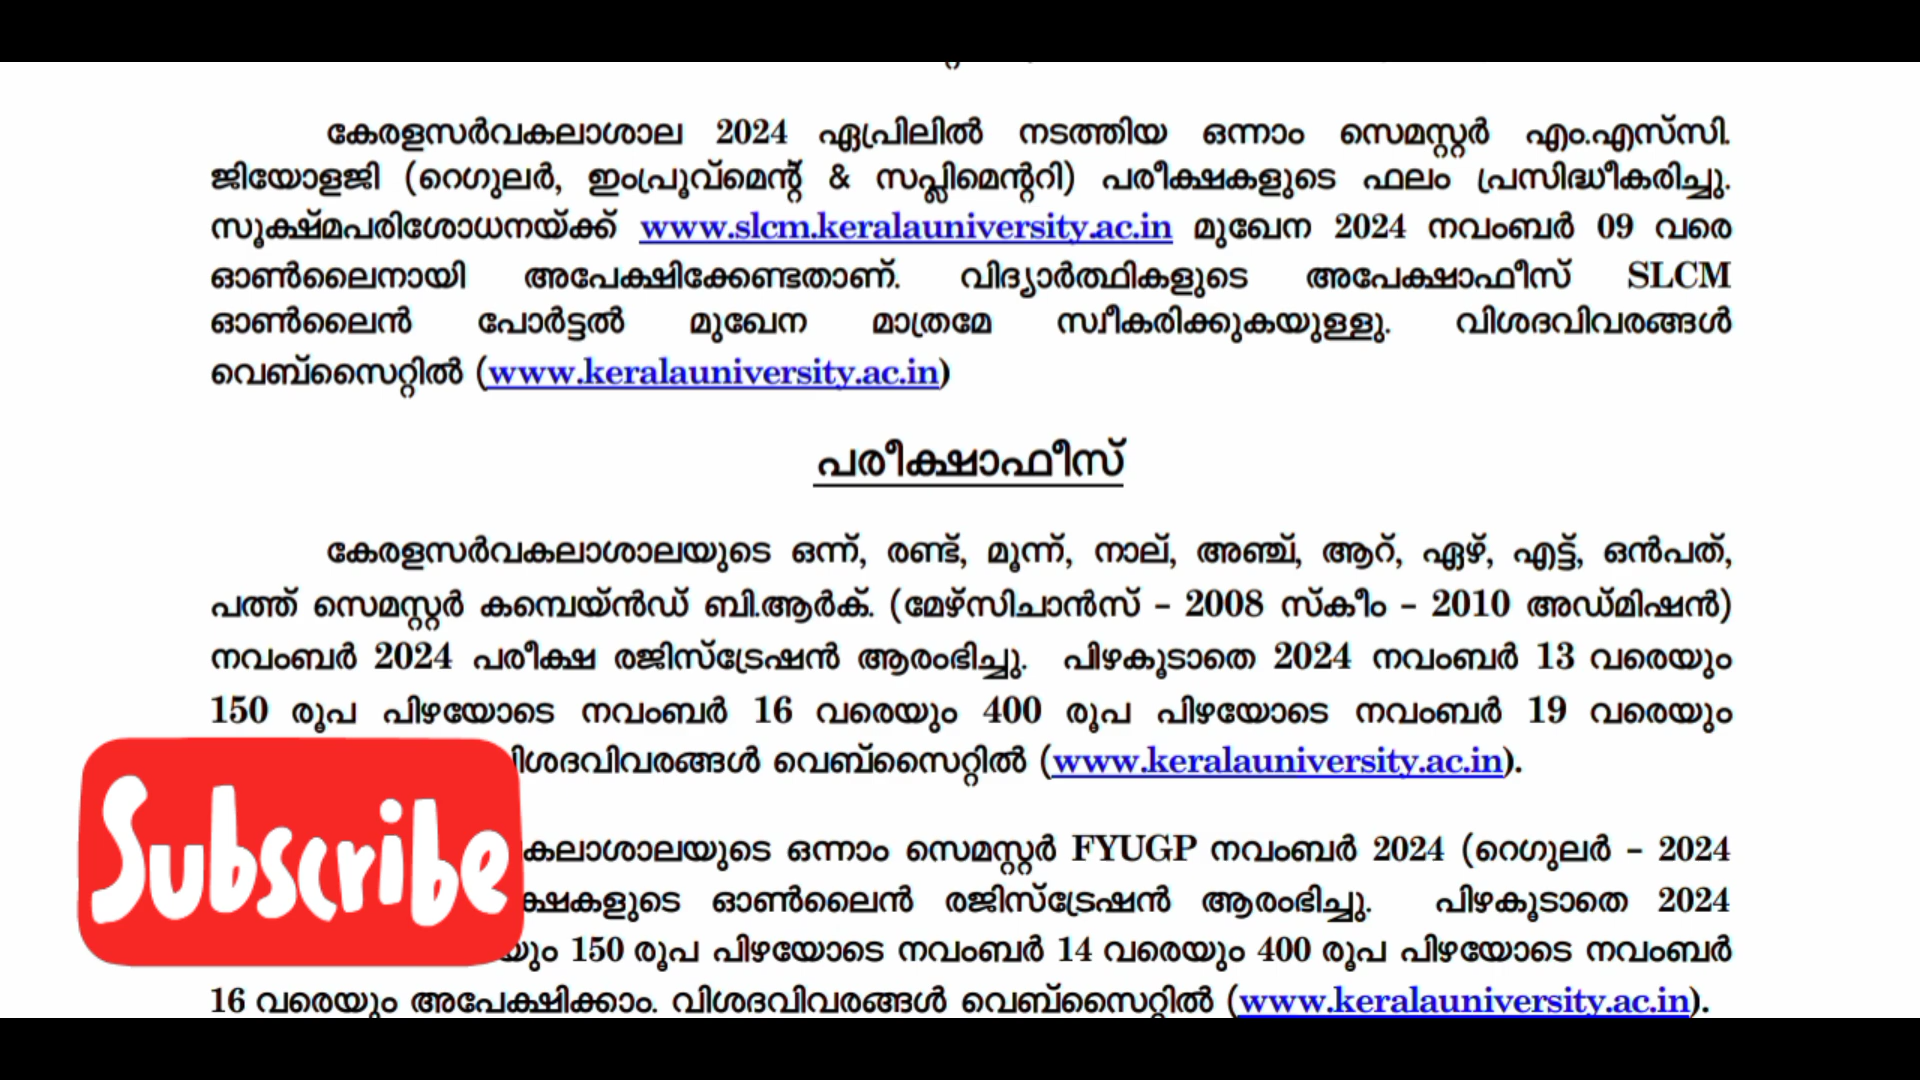 കേരളസർവകലാശാല 2024 ഏപ്രിലിൽ നടത്തിയ ഒന്നാം സെമസ്റ്റർ എം.എസ്‌സി.
ജിയോളജി (റെഗുലർ, ഇംപ്രൂവ്മെന്റ് & സപ്ലിമെന്ററി) പരീക്ഷകളുടെ ഫലം പ്രസിദ്ധീകരിച്ചു.
സൂക്ഷ്മപരിശോധനയ്ക്ക് www.slcm.keralauniversity.ac.in മുഖേന 2024 നവംബർ 09 വരെ
ഓൺലൈനായി അപേക്ഷിക്കേണ്ടതാണ്. വിദ്യാർത്ഥികളുടെ അപേക്ഷാഫീസ് SLCM
ഓൺലൈൻ പോർട്ടൽ മുഖേന മാത്രമേ സ്വീകരിക്കുകയുള്ളു. വിശദവിവരങ്ങൾ
വെബ്സൈറ്റിൽ (www.keralauniversity.ac.in)
പരീക്ഷാഫീസ്
കേരളസർവകലാശാലയുടെ ഒന്ന്, രണ്ട്, മൂന്ന്, നാല്, അഞ്ച്, ആറ്, ഏഴ്, എട്ട്, ഒൻപത്,
പത്ത് സെമസ്റ്റർ കമ്പെയ്ൻഡ് ബി.ആർക്. (മേഴ്സിചാൻസ് – 2008 സ്കീം – 2010 അഡ്മിഷൻ)
നവംബർ 2024 പരീക്ഷ രജിസ്ട്രേഷൻ ആരംഭിച്ചു. പിഴകൂടാതെ 2024 നവംബർ 13 വരെയും
150 രൂപ പിഴയോടെ നവംബർ 16 വരെയും 400 രൂപ പിഴയോടെ നവംബർ 19 വരെയും
വിശദവിവരങ്ങൾ വെബ്സൈറ്റിൽ (www.keralauniversity.ac.in).
Subscribe
കലാശാലയുടെ ഒന്നാം സെമസ്റ്റർ FYUGP നവംബർ 2024 (റെഗുലർ – 2024
ക്ഷകളുടെ ഓൺലൈൻ രജിസ്ട്രേഷൻ ആരംഭിച്ചു. പിഴകൂടാതെ 2024
യും 150 രൂപ പിഴയോടെ നവംബർ 14 വരെയും 400 രൂപ പിഴയോടെ നവംബർ
16 വരെയും അപേക്ഷിക്കാം. വിശദവിവരങ്ങൾ വെബ്സൈറ്റിൽ (www.keralauniversity.ac.in).